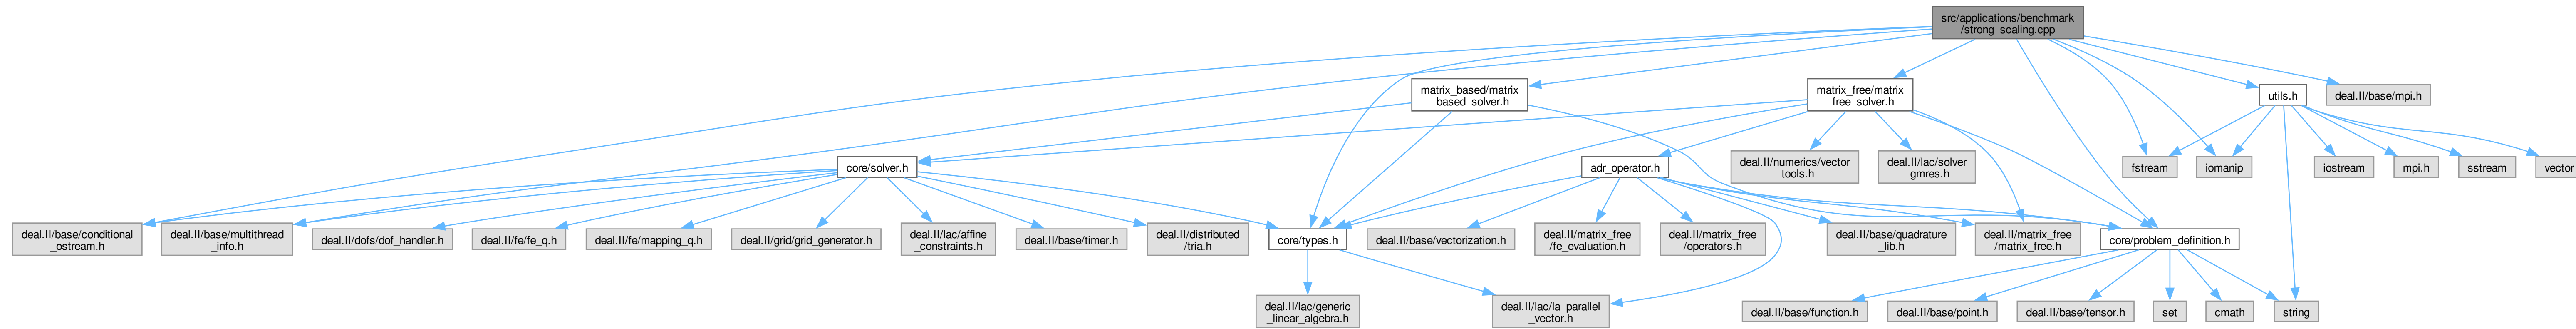 src/applications/benchmark
/strong_scaling.cpp
matrix_based/matrix
_based_solver.h
matrix_free/matrix
_free_solver.h
utils.h
deal.II/base/mpi.h
core/solver.h
adr_operator.h
deal.II/numerics/vector
_tools.h
deal.II/lac/solver
_gmres.h
fstream
iomanip
iostream
mpi.h
sstream
vector
deal.II/base/conditional
_ostream.h
deal.II/base/multithread
_info.h
deal.II/dofs/dof_handler.h
deal.II/fe/fe_q.h
deal.II/fe/mapping_q.h
deal.II/grid/grid_generator.h
deal.II/lac/affine
_constraints.h
deal.II/base/timer.h
deal.II/distributed
/tria.h
core/types.h
deal.II/base/vectorization.h
deal.II/matrix_free
/fe_evaluation.h
deal.II/matrix_free
/operators.h
deal.II/base/quadrature
_lib.h
deal.II/matrix_free
/matrix_free.h
core/problem_definition.h
deal.II/lac/generic
_linear_algebra.h
deal.II/lac/la_parallel
_vector.h
deal.II/base/function.h
deal.II/base/point.h
deal.II/base/tensor.h
set
cmath
string